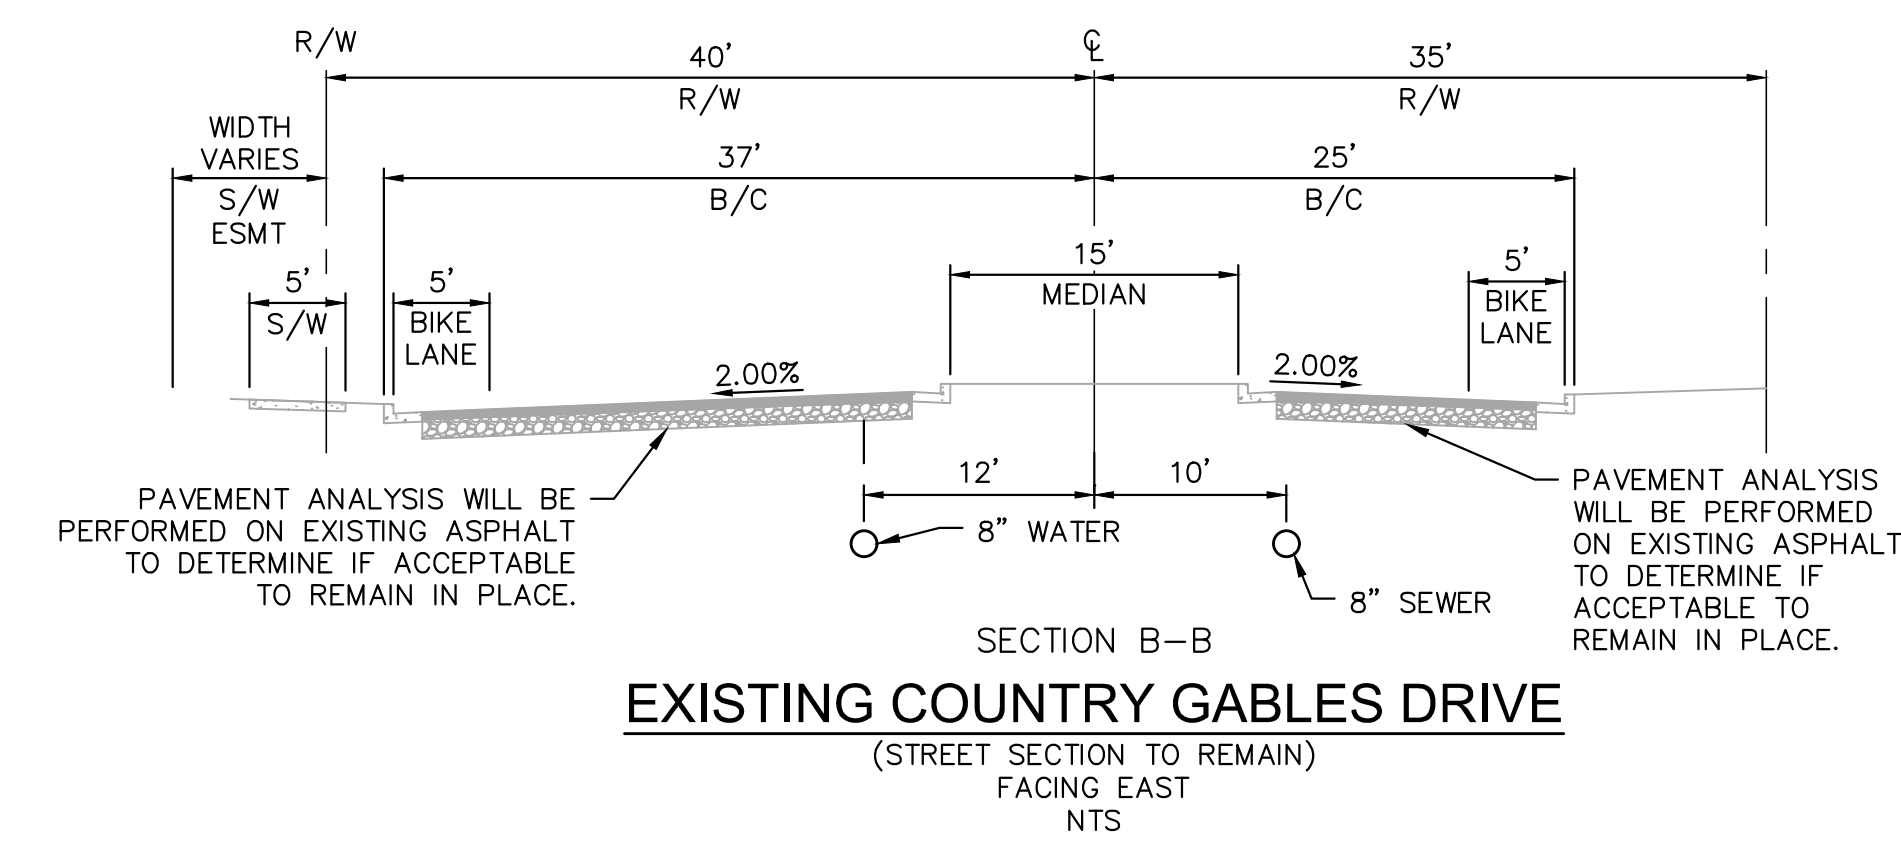 R/W
℄
40'
35'
R/W
R/W
WIDTH
VARIES
S/W
ESMT
37'
25'
B/C
B/C
15'
MEDIAN
5'
S/W
5'
BIKE
LANE
5'
BIKE
LANE
2.00%
2.00%
12'
10'
PAVEMENT ANALYSIS WILL BE
PERFORMED ON EXISTING ASPHALT
TO DETERMINE IF ACCEPTABLE
TO REMAIN IN PLACE.
8" WATER
8" SEWER
PAVEMENT ANALYSIS
WILL BE PERFORMED
ON EXISTING ASPHALT
TO DETERMINE IF
ACCEPTABLE TO
REMAIN IN PLACE.
SECTION B-B
EXISTING COUNTRY GABLES DRIVE
(STREET SECTION TO REMAIN)
FACING EAST
NTS